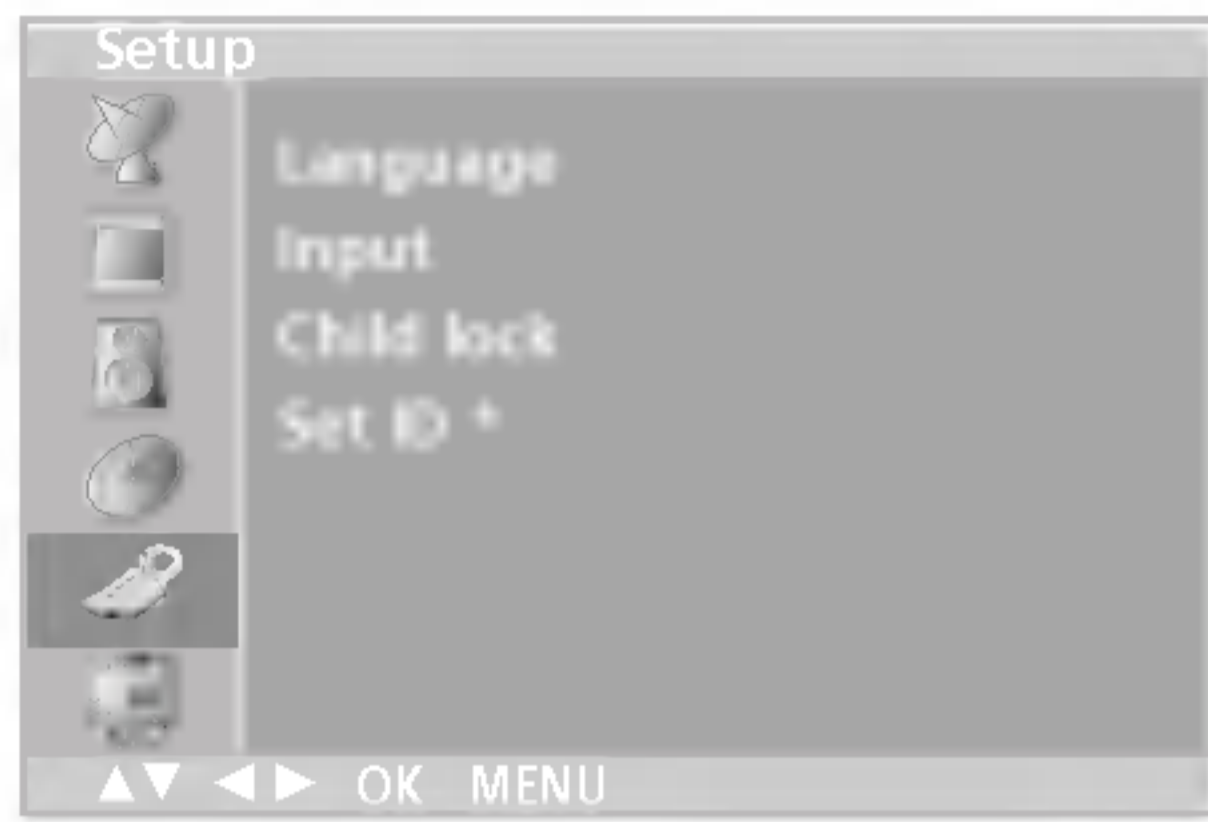 Setup
Language
Input
Child lock
Set ID *
▲▼ ◀ ▶ OK MENU